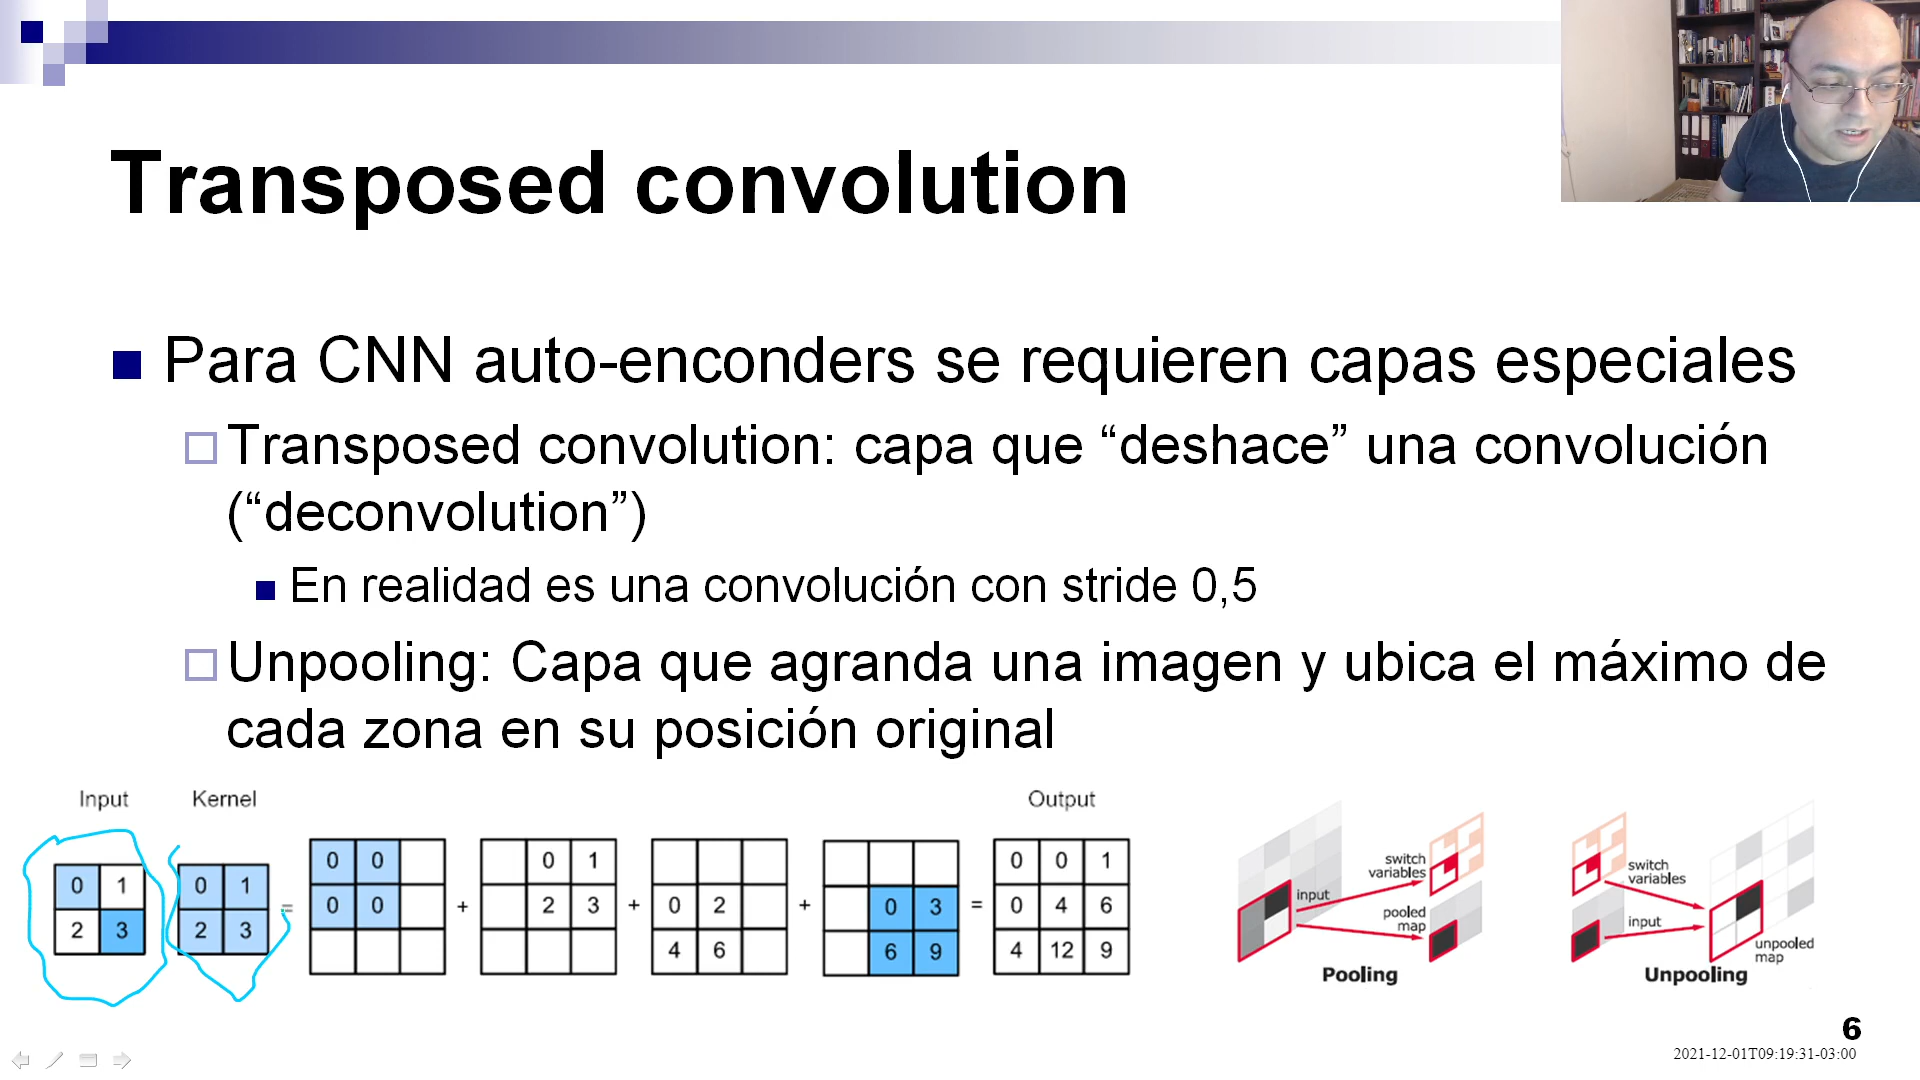 Transposed convolution
Para CNN auto-enconders se requieren capas especiales
Transposed convolution: capa que “deshace” una convolución
(“deconvolution”)
En realidad es una convolución con stride 0,5
Unpooling: Capa que agranda una imagen y ubica el máximo de
cada zona en su posición original
Input Kernel Output
0 1
2 3
0 1
2 3
=
0 0
0 0
+
0 1
2 3
+
0 2
4 6
+
0 3
6 9
=
0 0 1
0 4 6
4 12 9
switch
variables
input
pooled
map
Pooling
switch
variables
input
unpooled
map
Unpooling
6
2021-12-01T09:19:31-03:00